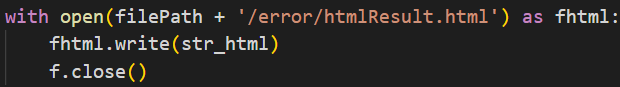 with open(filePath + '/error/htmlResult.html') as fhtml:
    fhtml.write(str_html)
    f.close()